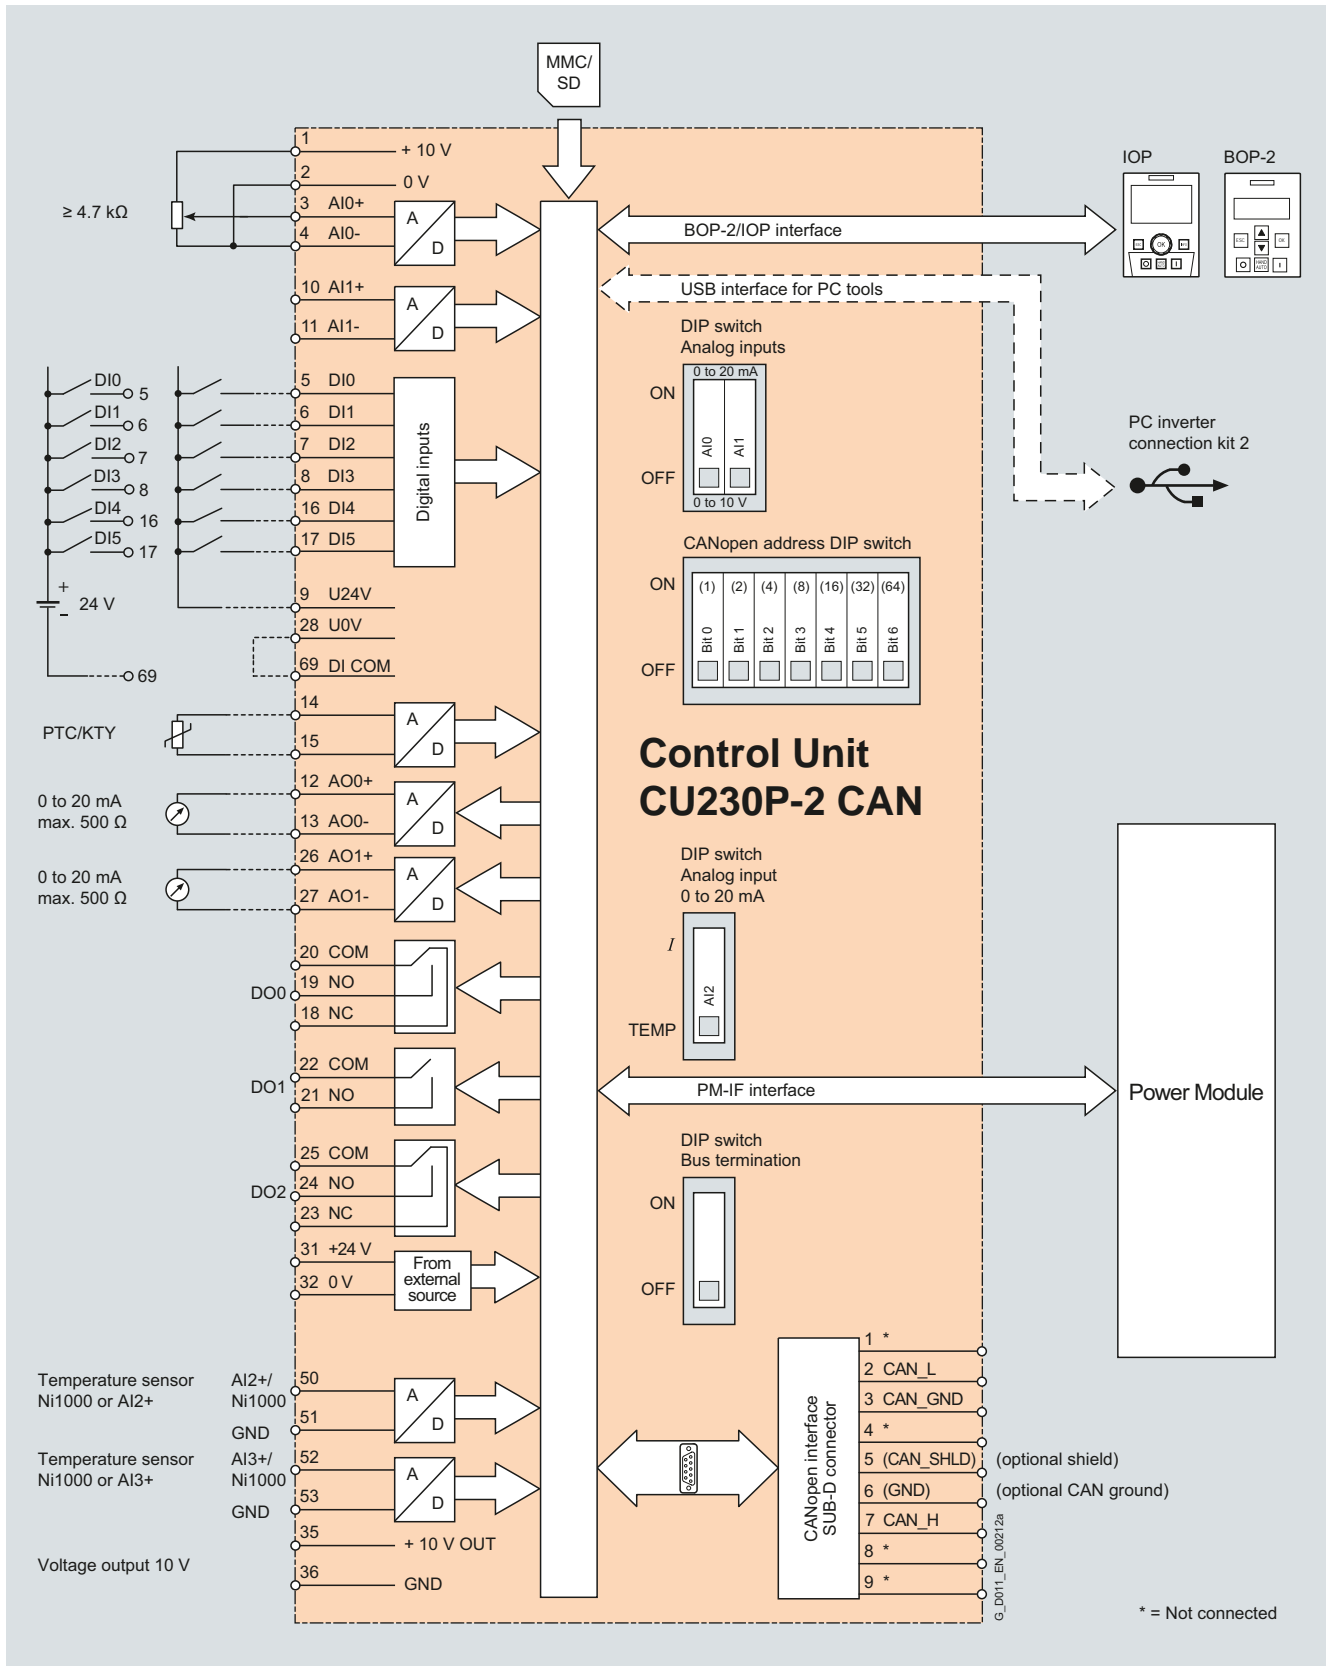 MMC/
SD
1
+ 10 V
2
0 V
≥ 4.7 kΩ
3 AI0+
4 AI0-
A
D
10 AI1+
11 AI1-
A
D
BOP-2/IOP interface
IOP
BOP-2
ESC
OK
HAND
AUTO
I
OK
I
USB interface for PC tools
DIP switch
Analog inputs
0 to 20 mA
ON
AI0
AI1
OFF
0 to 10 V
PC inverter
connection kit 2
DI0
5
DI1
6
DI2
7
DI3
8
DI4
16
DI5
17
5 DI0
6 DI1
7 DI2
8 DI3
16 DI4
17 DI5
Digital inputs
+
24 V
-
69
9 U24V
28 U0V
69 DI COM
CANopen address DIP switch
ON
(1) (2) (4) (8) (16) (32) (64)
Bit 0
Bit 1
Bit 2
Bit 3
Bit 4
Bit 5
Bit 6
OFF
PTC/KTY
14
15
A
D
Control Unit
CU230P-2 CAN
0 to 20 mA
max. 500 Ω
12 AO0+
13 AO0-
A
D
0 to 20 mA
max. 500 Ω
26 AO1+
27 AO1-
A
D
DIP switch
Analog input
0 to 20 mA
I
AI2
TEMP
DO0
20 COM
19 NO
18 NC
DO1
22 COM
21 NO
PM-IF interface
Power Module
DO2
25 COM
24 NO
23 NC
DIP switch
Bus termination
ON
OFF
31 +24 V
32 0 V
From
external
source
Temperature sensor
Ni1000 or AI2+
AI2+/
Ni1000
GND
50
51
A
D
Temperature sensor
Ni1000 or AI3+
AI3+/
Ni1000
GND
52
53
A
D
Voltage output 10 V
35
+ 10 V OUT
36
GND
CANopen interface
SUB-D connector
1 *
2 CAN_L
3 CAN_GND
4 *
5 (CAN_SHLD)
(optional shield)
6 (GND)
(optional CAN ground)
7 CAN_H
8 *
9 *
G_D011_EN_00212a
* = Not connected